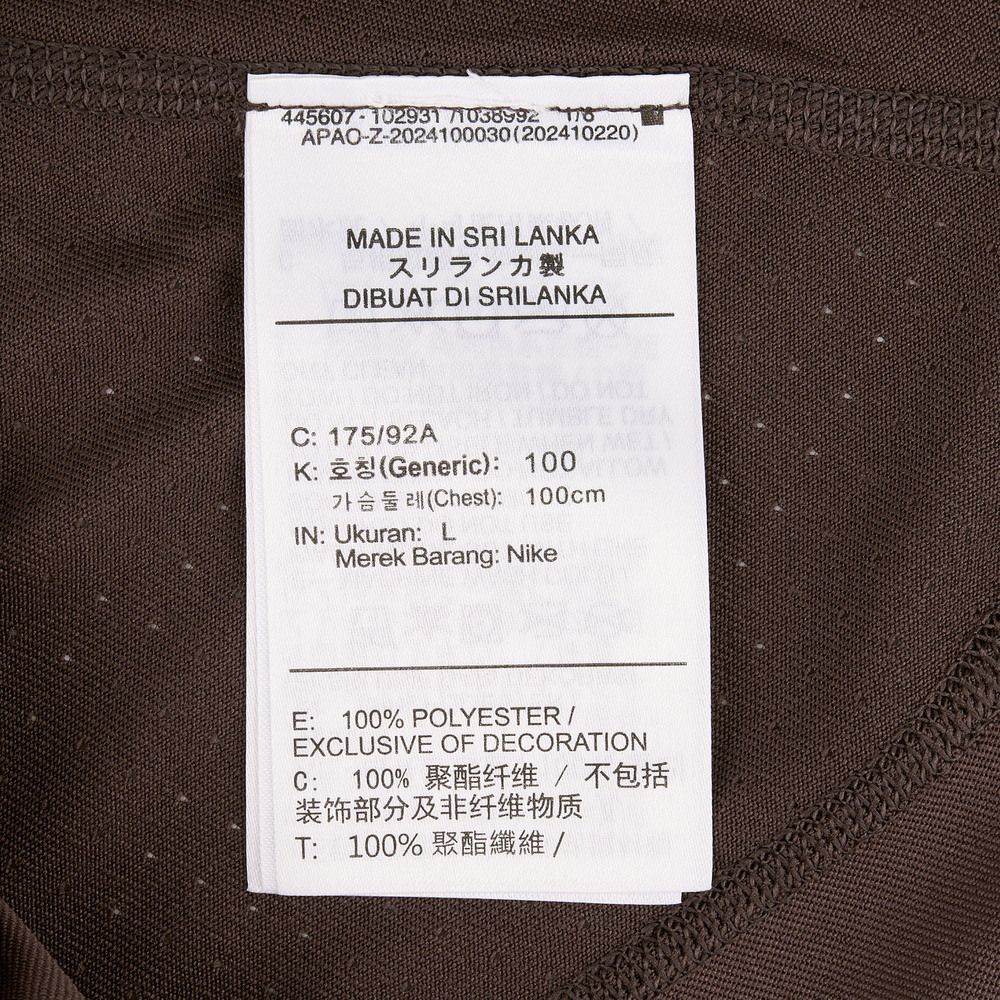 445607-102931 /1038992 1/8
APAO-Z-2024100030(202410220)
MADE IN SRI LANKA
スリランカ製
DIBUAT DI SRILANKA
C: 175/92A
K: 호칭(Generic): 100
가슴둘레(Chest): 100cm
IN: Ukuran: L
Merek Barang: Nike
E: 100% POLYESTER /
EXCLUSIVE OF DECORATION
C: 100% 聚酯纤维 / 不包括
装饰部分及非纤维物质
T: 100% 聚酯纖維 /